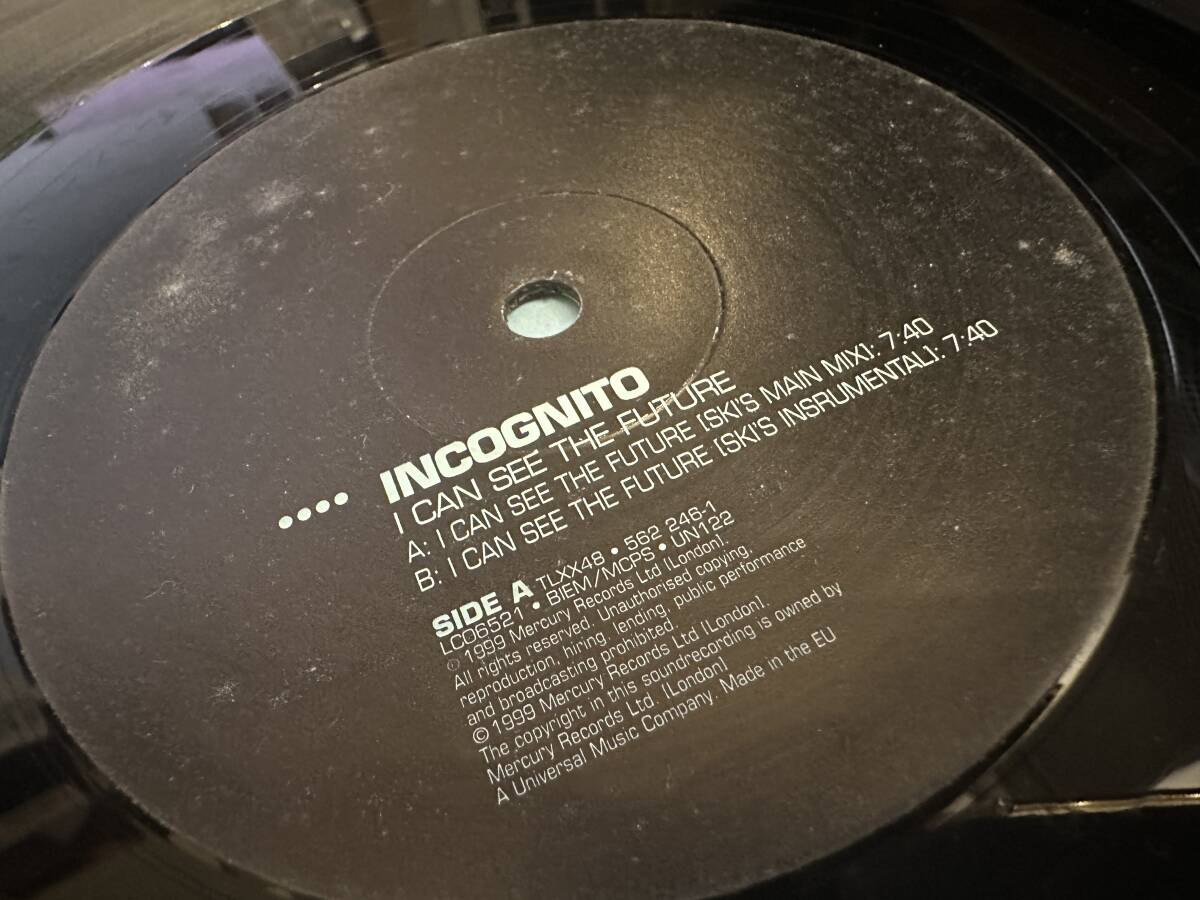 INCOGNITO
I CAN SEE THE FUTURE
A: I CAN SEE THE FUTURE [SKI'S MAIN MIX]: 7:40
B: I CAN SEE THE FUTURE [SKI'S INSRUMENTAL]: 7:40
SIDE A TLXX48 • 562 246-1
LC06521 • BIEM/MCPS • UN122
℗ 1999 Mercury Records Ltd [London].
All rights reserved. Unauthorised copying,
reproduction, hiring, lending, public performance
and broadcasting prohibited
© 1999 Mercury Records Ltd [London].
The copyright in this soundrecording is owned by
Mercury Records Ltd. [London]
A Universal Music Company. Made in the EU